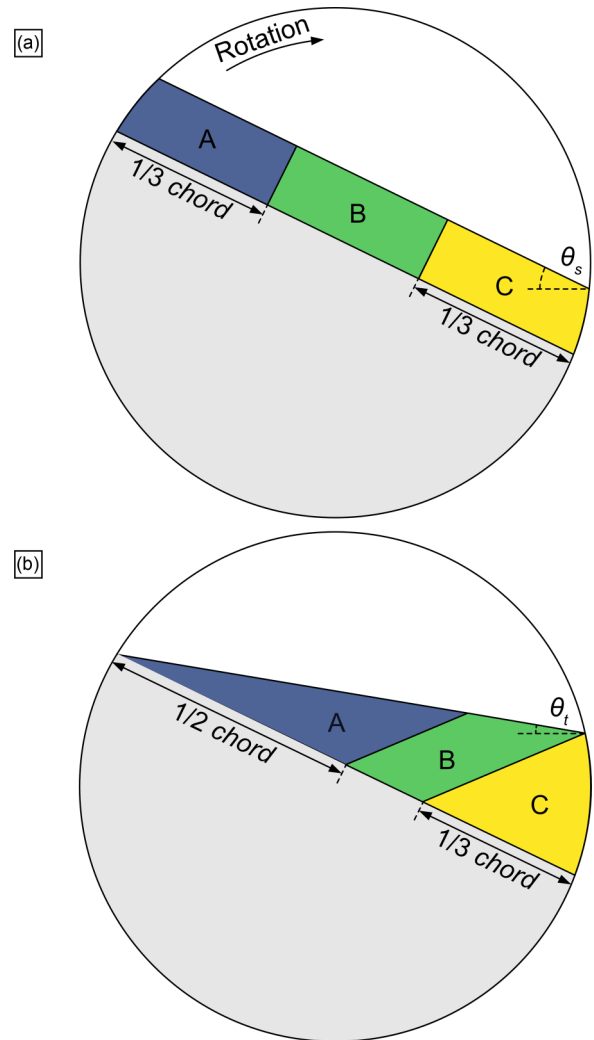 (a)
Rotation
A
1/3 chord
B
θs
C
1/3 chord
(b)
A
1/2 chord
B
θt
C
1/3 chord